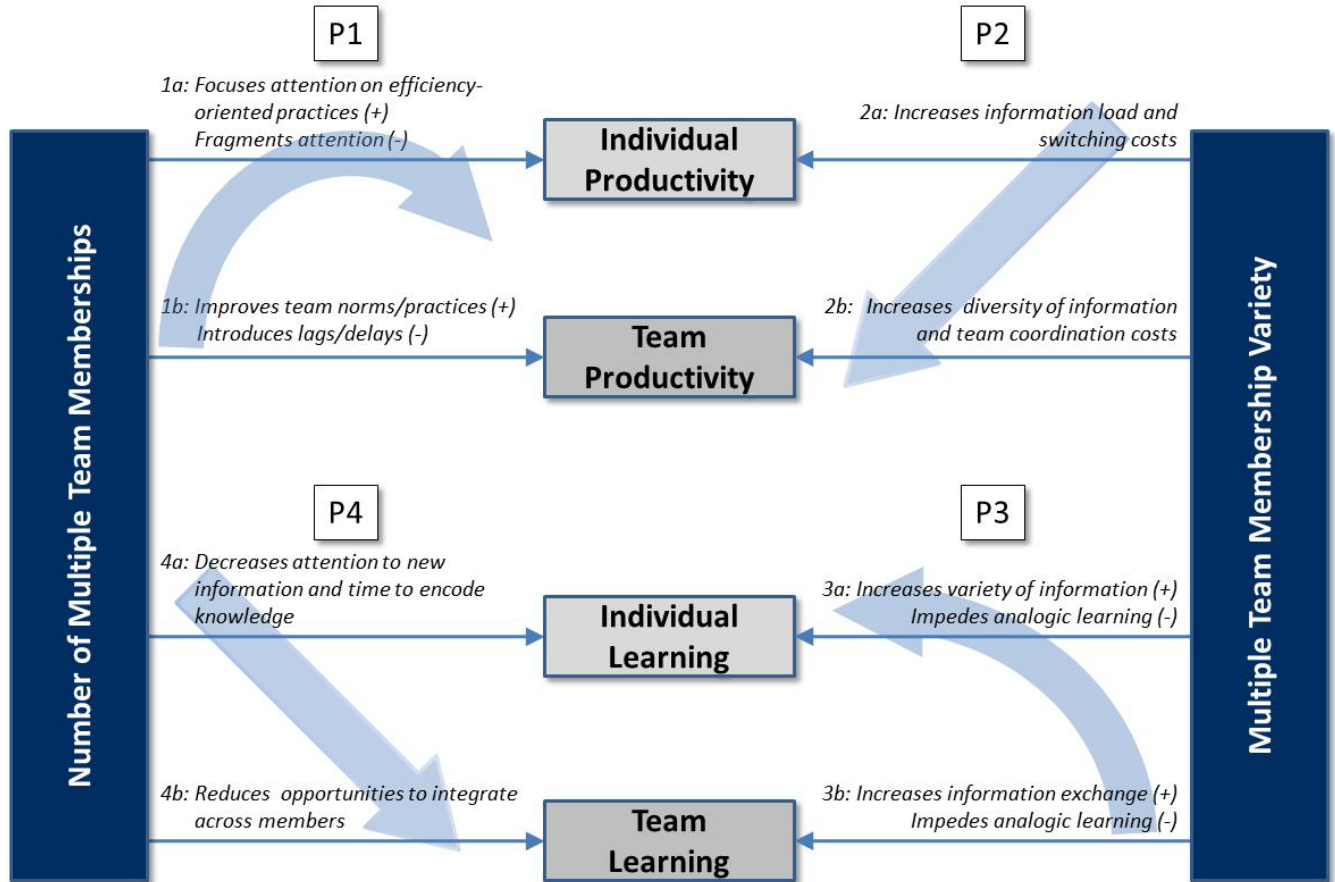 P1
P2
1a: Focuses attention on efficiency-
oriented practices (+)
Fragments attention (-)
Individual
Productivity
2a: Increases information load and
switching costs
Number of Multiple Team Memberships
Multiple Team Membership Variety
1b: Improves team norms/practices (+)
Introduces lags/delays (-)
Team
Productivity
2b: Increases diversity of information
and team coordination costs
P4
P3
4a: Decreases attention to new
information and time to encode
knowledge
Individual
Learning
3a: Increases variety of information (+)
Impedes analogic learning (-)
4b: Reduces opportunities to integrate
across members
Team
Learning
3b: Increases information exchange (+)
Impedes analogic learning (-)